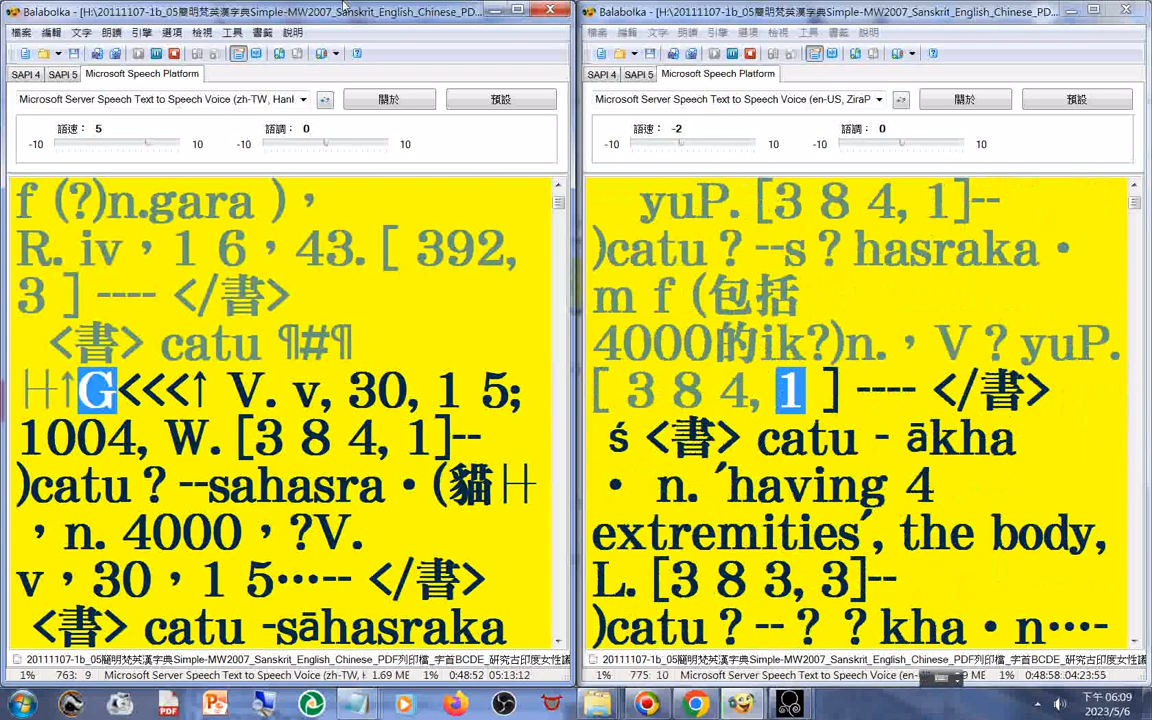 Balabolka - [H:\20111107-1b_05簡明梵英漢字典Simple-MW2007_Sanskrit_English_Chinese_PD...
檔案 編輯 文字 朗讀 引擎 選項 檢視 工具 書籤 說明
SAPI 4 SAPI 5 Microsoft Speech Platform
Microsoft Server Speech Text to Speech Voice (zh-TW, HanH
關於 預設
語速： 5 語調： 0
-10 10 -10 10
f (?)n.gara )，
R. iv，1 6，43. [ 392,
3 ] ---- </書>
<書> catu ¶#¶
├↑G<<<↑ V. v, 30, 1 5;
1004, W. [3 8 4, 1]--
)catu？--sahasra・(貓├
，n. 4000，?V.
v，30，1 5…-- </書>
<書> catu -sāhasraka
20111107-1b_05簡明梵英漢字典Simple-MW2007_Sanskrit_English_Chinese_PDF列印檔_字首BCDE_研究古印度女性議
1% 763: 9 Microsoft Server Speech Text to Speech Voice (zh-TW, H 1.69 ME 1% 0:48:52 05:13:12
Balabolka - [H:\20111107-1b_05簡明梵英漢字典Simple-MW2007_Sanskrit_English_Chinese_PD...
檔案 編輯 文字 朗讀 引擎 選項 檢視 工具 書籤 說明
SAPI 4 SAPI 5 Microsoft Speech Platform
Microsoft Server Speech Text to Speech Voice (en-US, ZiraP
關於 預設
語速： -2 語調： 0
-10 10 -10 10
yuP. [3 8 4, 1]--
)catu？--s？hasraka・
m f (包括
4000的ik?)n.，V？yuP.
[ 3 8 4, 1 ] ---- </書>
ś <書> catu - ākha
・ n. ′having 4
extremities′, the body,
L. [3 8 3, 3]--
)catu？--？？kha・n…-
20111107-1b_05簡明梵英漢字典Simple-MW2007_Sanskrit_English_Chinese_PDF列印檔_字首BCDE_研究古印度女性議
1% 775: 10 Microsoft Server Speech Text to Speech Voice (en-US, 9 ME 1% 0:48:58 04:23:55
下午 06:09
2023/5/6